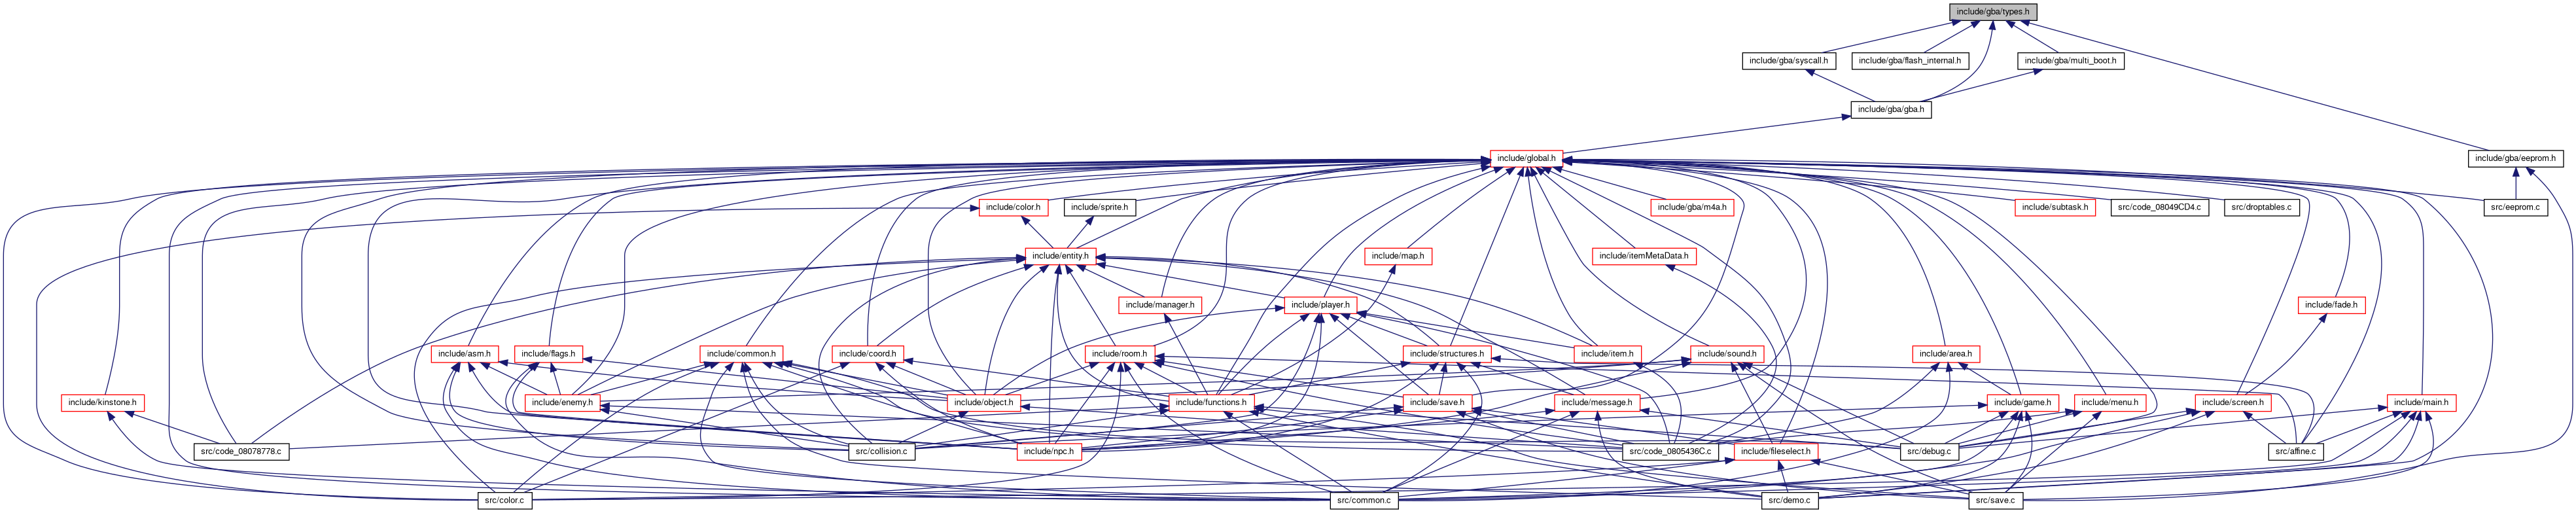 include/gba/types.h
include/gba/syscall.h
include/gba/flash_internal.h
include/gba/multi_boot.h
include/gba/gba.h
include/global.h
include/gba/eeprom.h
include/color.h
include/sprite.h
include/gba/m4a.h
include/subtask.h
src/code_08049CD4.c
src/droptables.c
src/eeprom.c
include/entity.h
include/map.h
include/itemMetaData.h
include/manager.h
include/player.h
include/fade.h
include/asm.h
include/flags.h
include/common.h
include/coord.h
include/room.h
include/structures.h
include/item.h
include/sound.h
include/area.h
include/kinstone.h
include/enemy.h
include/object.h
include/functions.h
include/save.h
include/message.h
include/game.h
include/menu.h
include/screen.h
include/main.h
src/code_08078778.c
src/collision.c
include/npc.h
src/code_0805436C.c
include/fileselect.h
src/debug.c
src/affine.c
src/color.c
src/common.c
src/demo.c
src/save.c